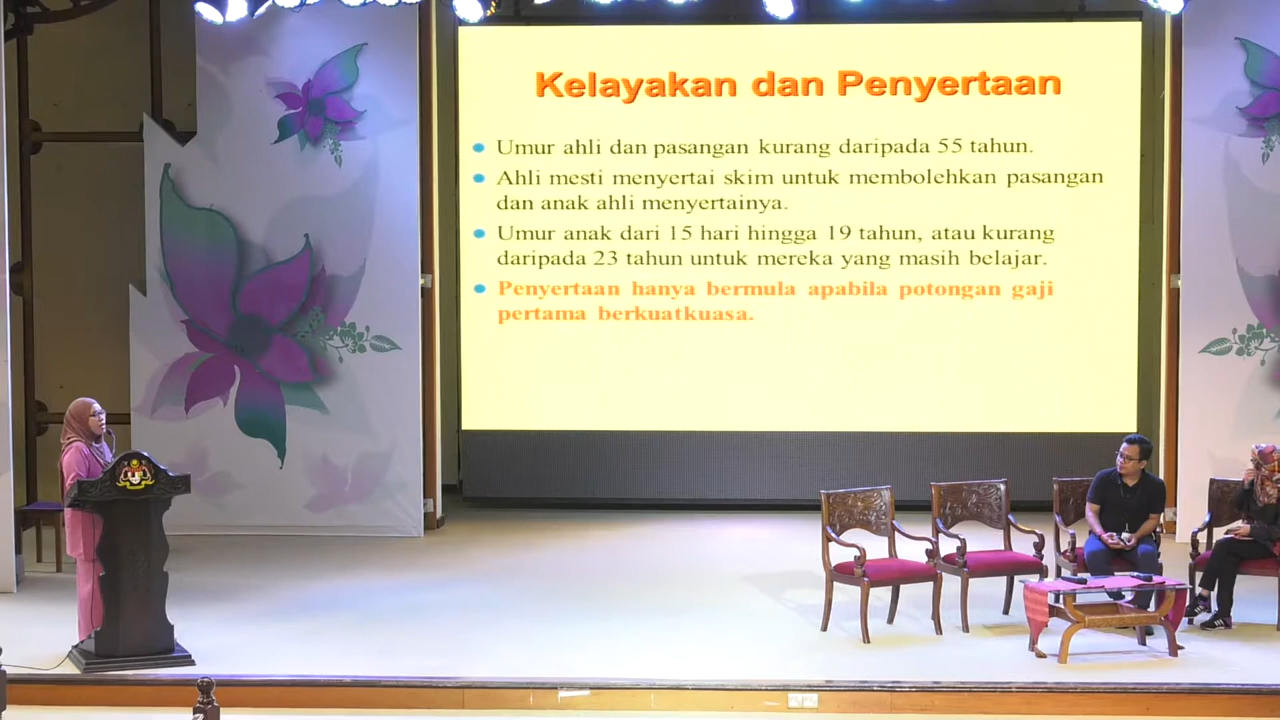 Kelayakan dan Penyertaan
Umur ahli dan pasangan kurang daripada 55 tahun.
Ahli mesti menyertai skim untuk membolehkan pasangan
dan anak ahli menyertainya.
Umur anak dari 15 hari hingga 19 tahun, atau kurang
daripada 23 tahun untuk mereka yang masih belajar.
Penyertaan hanya bermula apabila potongan gaji
pertama berkuatkuasa.